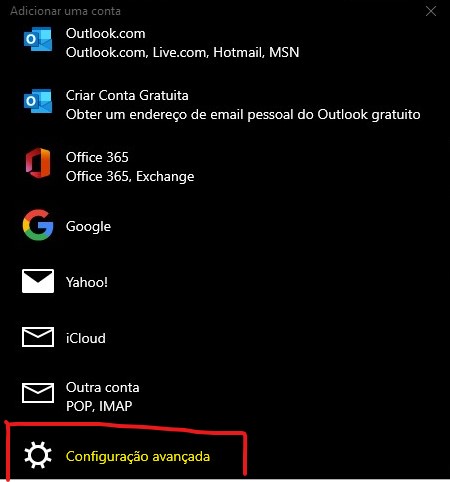 Adicionar uma conta
Outlook.com
Outlook.com, Live.com, Hotmail, MSN
Criar Conta Gratuita
Obter um endereço de email pessoal do Outlook gratuito
Office 365
Office 365, Exchange
Google
Yahoo!
iCloud
Outra conta
POP, IMAP
Configuração avançada